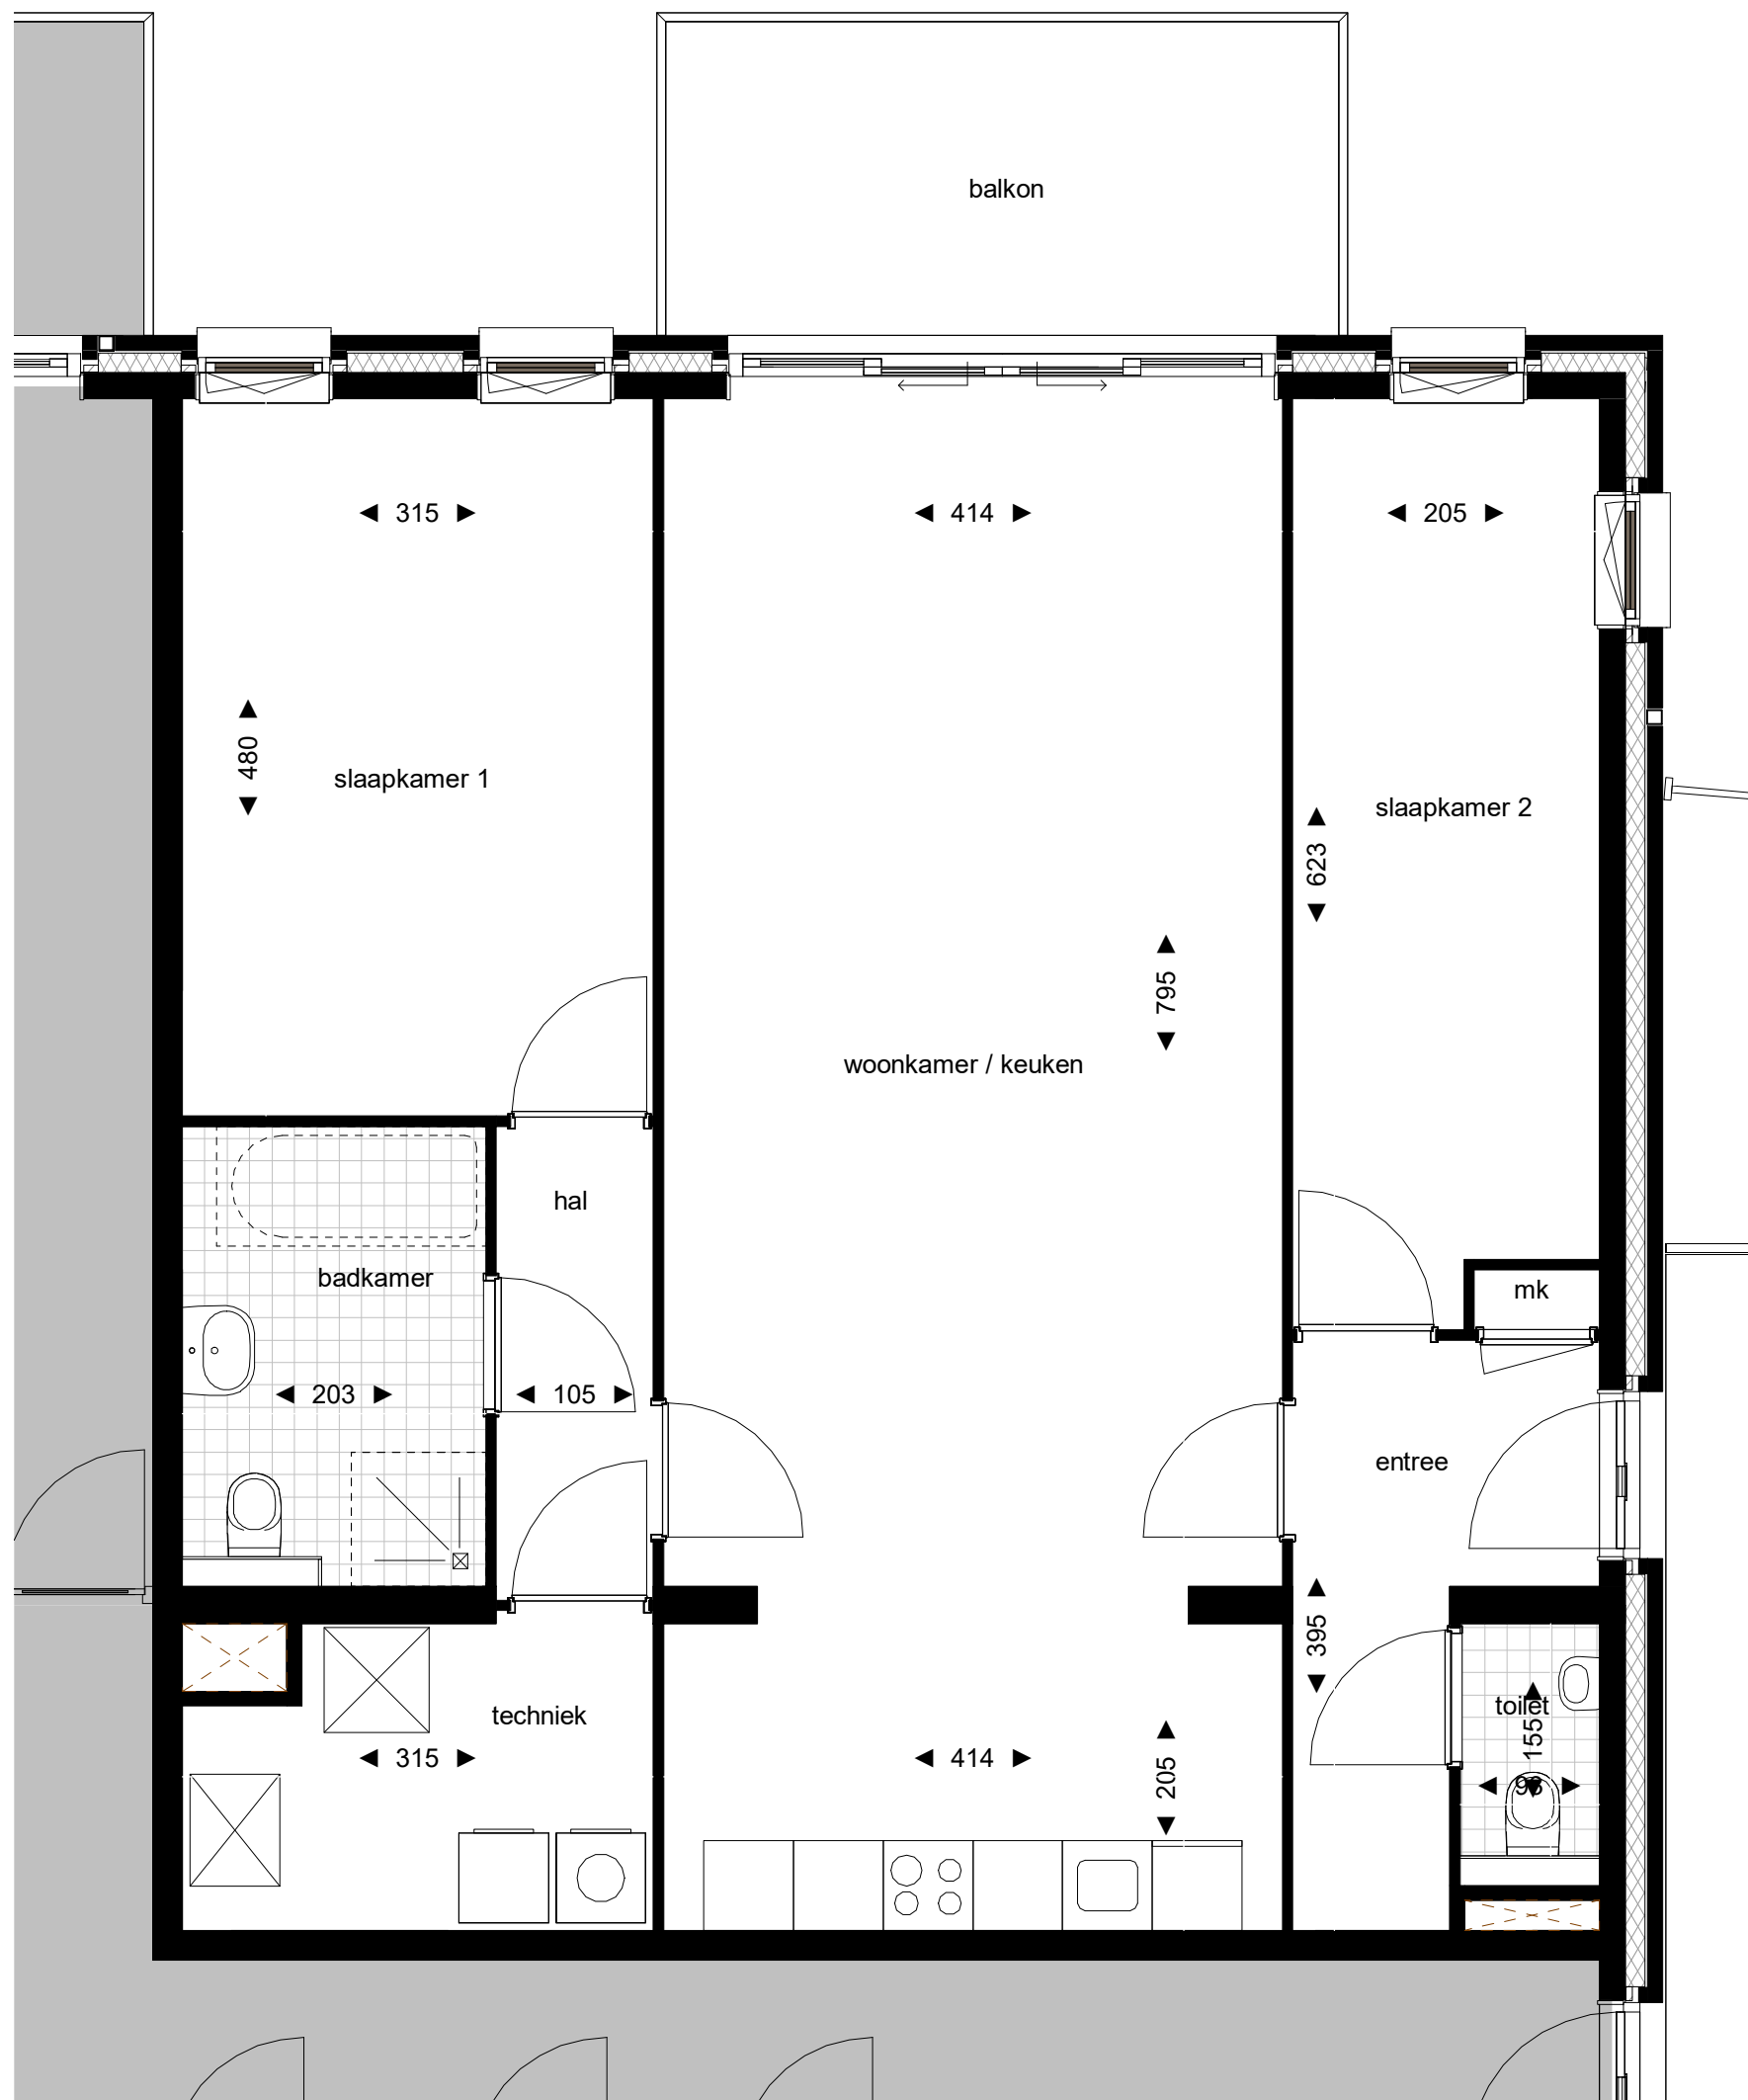 balkon
315
414
205
480
slaapkamer 1
slaapkamer 2
623
795
woonkamer / keuken
hal
badkamer
mk
203
105
entree
395
toilet
techniek
155
315
414
205